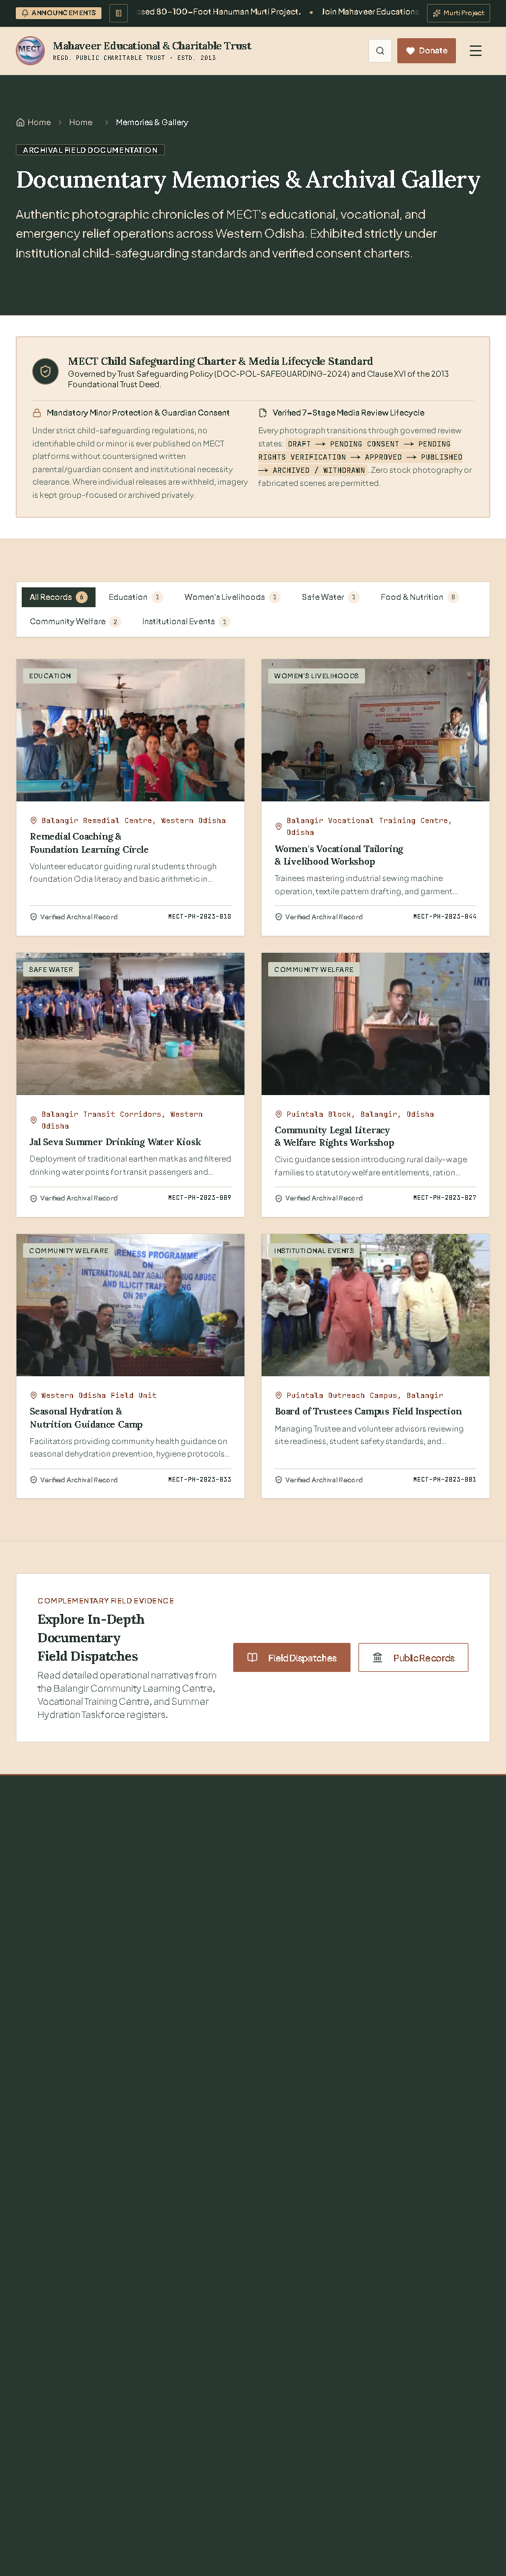 ANNOUNCEMENTS
osed 80–100-Foot Hanuman Murti Project. • Join Mahaveer Educationa
Murti Project
MECT
Mahaveer Educational & Charitable Trust
REGD. PUBLIC CHARITABLE TRUST · ESTD. 2013
Donate
Home > Home > Memories & Gallery
ARCHIVAL FIELD DOCUMENTATION
Documentary Memories & Archival Gallery
Authentic photographic chronicles of MECT's educational, vocational, and
emergency relief operations across Western Odisha. Exhibited strictly under
institutional child-safeguarding standards and verified consent charters.
MECT Child Safeguarding Charter & Media Lifecycle Standard
Governed by Trust Safeguarding Policy (DOC-POL-SAFEGUARDING-2024) and Clause XVI of the 2013
Foundational Trust Deed.
Mandatory Minor Protection & Guardian Consent
Under strict child-safeguarding regulations, no
identifiable child or minor is ever published on MECT
platforms without countersigned written
parental/guardian consent and institutional necessity
clearance. Where individual releases are withheld, imagery
is kept group-focused or archived privately.
Verified 7-Stage Media Review Lifecycle
Every photograph transitions through governed review
states: DRAFT → PENDING CONSENT → PENDING
RIGHTS VERIFICATION → APPROVED → PUBLISHED
→ ARCHIVED / WITHDRAWN. Zero stock photography or
fabricated scenes are permitted.
All Records 6
Education 1
Women's Livelihoods 1
Safe Water 1
Food & Nutrition 0
Community Welfare 2
Institutional Events 1
EDUCATION
Balangir Remedial Centre, Western Odisha
Remedial Coaching &
Foundation Learning Circle
Volunteer educator guiding rural students through
foundation Odia literacy and basic arithmetic in...
Verified Archival Record
MECT-PH-2023-018
WOMEN'S LIVELIHOODS
Balangir Vocational Training Centre,
Odisha
Women's Vocational Tailoring
& Livelihood Workshop
Trainees mastering industrial sewing machine
operation, textile pattern drafting, and garment...
Verified Archival Record
MECT-PH-2023-044
SAFE WATER
Balangir Transit Corridors, Western
Odisha
Jal Seva Summer Drinking Water Kiosk
Deployment of traditional earthen matkas and filtered
drinking water points for transit passengers and...
Verified Archival Record
MECT-PH-2023-009
COMMUNITY WELFARE
Puintala Block, Balangir, Odisha
Community Legal Literacy
& Welfare Rights Workshop
Civic guidance session introducing rural daily-wage
families to statutory welfare entitlements, ration...
Verified Archival Record
MECT-PH-2023-027
COMMUNITY WELFARE
ARENESS PROGRAMME
ON
INTERNATIONAL DAY AGAINST DRUG ABUSE
AND ILLICIT TRAFFICKING
ON 26
Western Odisha Field Unit
Seasonal Hydration &
Nutrition Guidance Camp
Facilitators providing community health guidance on
seasonal dehydration prevention, hygiene protocols...
Verified Archival Record
MECT-PH-2023-033
INSTITUTIONAL EVENTS
Puintala Outreach Campus, Balangir
Board of Trustees Campus Field Inspection
Managing Trustee and volunteer advisors reviewing
site readiness, student safety standards, and...
Verified Archival Record
MECT-PH-2023-001
COMPLEMENTARY FIELD EVIDENCE
Explore In-Depth
Documentary
Field Dispatches
Read detailed operational narratives from
the Balangir Community Learning Centre,
Vocational Training Centre, and Summer
Hydration Taskforce registers.
Field Dispatches
Public Records